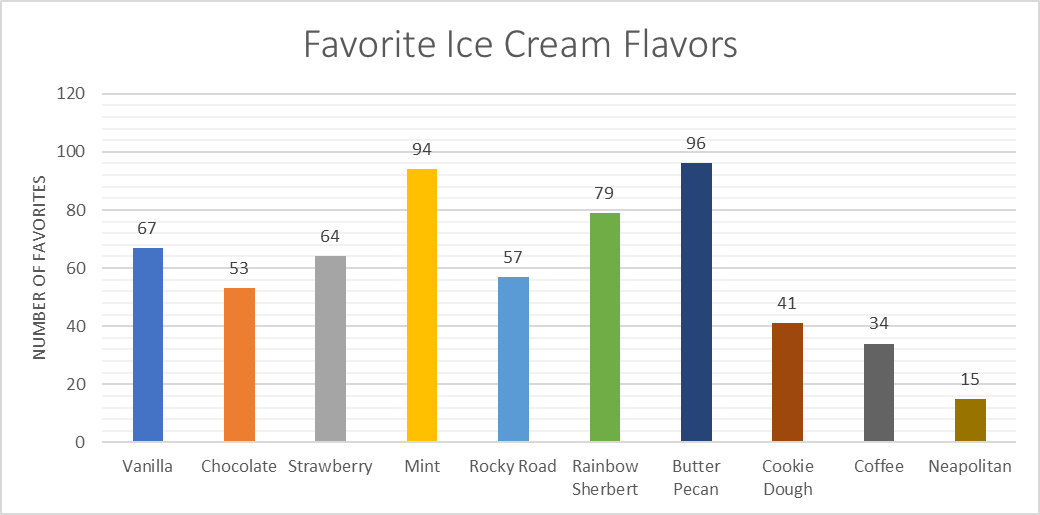 Favorite Ice Cream Flavors
NUMBER OF FAVORITES
120
100
80
60
40
20
0
67
53
64
94
57
79
96
41
34
15
Vanilla
Chocolate
Strawberry
Mint
Rocky Road
Rainbow
Sherbert
Butter
Pecan
Cookie
Dough
Coffee
Neapolitan